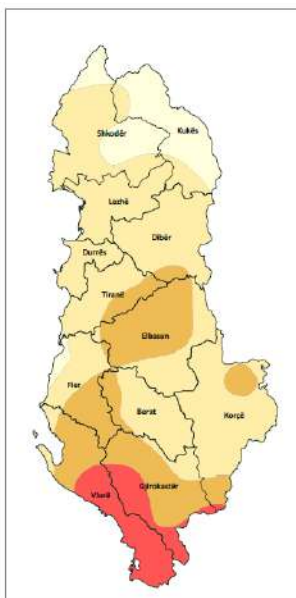 Shkodër
Kukës
Lezhë
Dibër
Durrës
Tiranë
Elbasan
Fier
Berat
Korçë
Vlorë
Gjirokastër